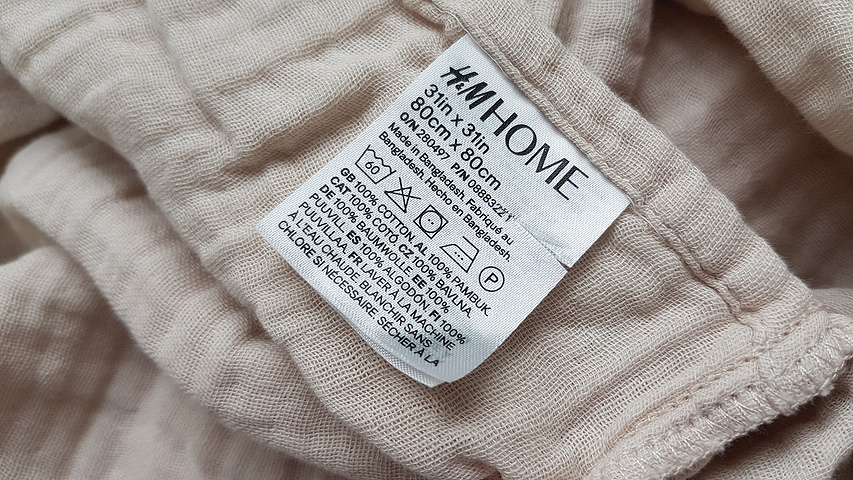 H&M HOME
31in x 31in
80cm x 80cm
O/N 280497 P/N 0888322
Made in Bangladesh. Fabriqué au
Bangladesh. Hecho en Bangladesh.
60 P
GB 100% COTTON. AL 100% PAMBUK.
CAT 100% COTÓ. CZ 100% BAVLNA.
DE 100% BAUMWOLLE. EE 100%
PUUVILL. ES 100% ALGODÓN. FI 100%
PUUVILLAA. FR LAVER À LA MACHINE
À L'EAU CHAUDE. BLANCHIR SANS
CHLORE SI NÉCESSAIRE. SÉCHER À LA